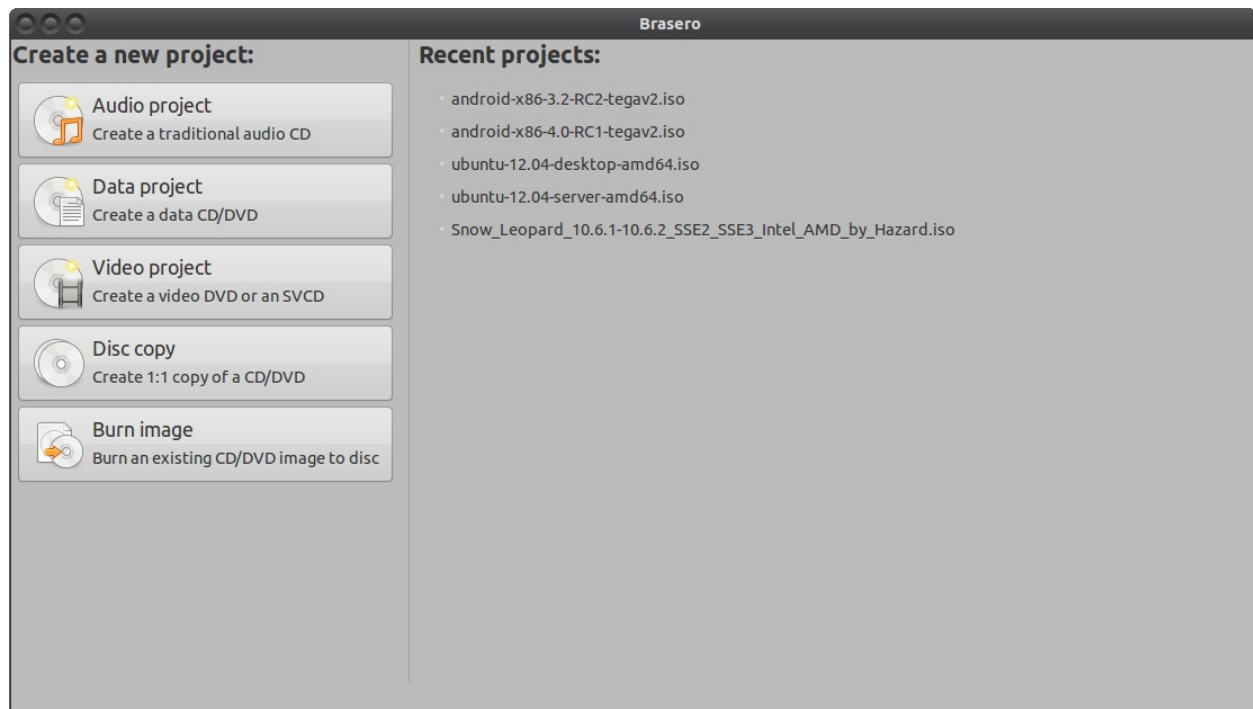 Brasero
Create a new project:
Audio project
Create a traditional audio CD
Data project
Create a data CD/DVD
Video project
Create a video DVD or an SVCD
Disc copy
Create 1:1 copy of a CD/DVD
Burn image
Burn an existing CD/DVD image to disc
Recent projects:
android-x86-3.2-RC2-tegav2.iso
android-x86-4.0-RC1-tegav2.iso
ubuntu-12.04-desktop-amd64.iso
ubuntu-12.04-server-amd64.iso
Snow_Leopard_10.6.1-10.6.2_SSE2_SSE3_Intel_AMD_by_Hazard.iso